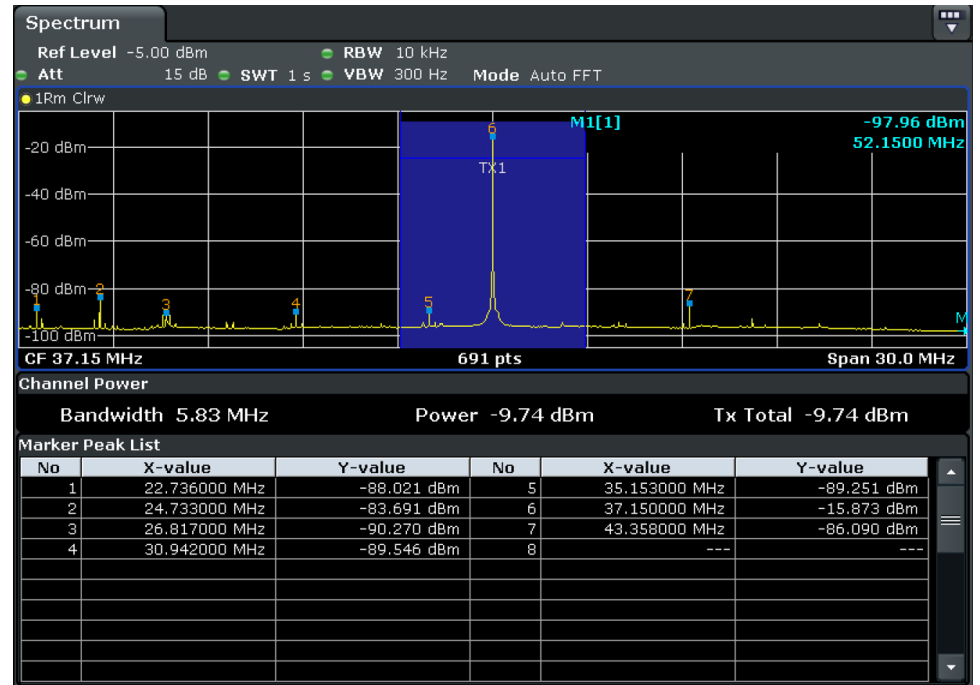 Spectrum
Ref Level -5.00 dBm RBW 10 kHz
Att 15 dB SWT 1 s VBW 300 Hz Mode Auto FFT
1Rm Clrw
M1[1] -97.96 dBm
52.1500 MHz
6
-20 dBm
TX1
-40 dBm
-60 dBm
-80 dBm
1 2 3 4 5 7
M
-100 dBm
CF 37.15 MHz 691 pts Span 30.0 MHz
Channel Power
Bandwidth 5.83 MHz Power -9.74 dBm Tx Total -9.74 dBm
Marker Peak List
No X-value Y-value No X-value Y-value
1 22.736000 MHz -88.021 dBm 5 35.153000 MHz -89.251 dBm
2 24.733000 MHz -83.691 dBm 6 37.150000 MHz -15.873 dBm
3 26.817000 MHz -90.270 dBm 7 43.358000 MHz -86.090 dBm
4 30.942000 MHz -89.546 dBm 8 --- ---